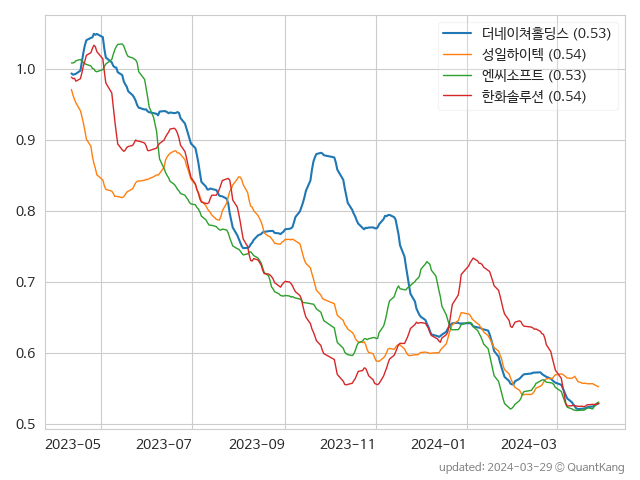 더네이쳐홀딩스 (0.53)
성일하이텍 (0.54)
엔씨소프트 (0.53)
한화솔루션 (0.54)
1.0
0.9
0.8
0.7
0.6
0.5
2023-05 2023-07 2023-09 2023-11 2024-01 2024-03
updated: 2024-03-29 © QuantKang